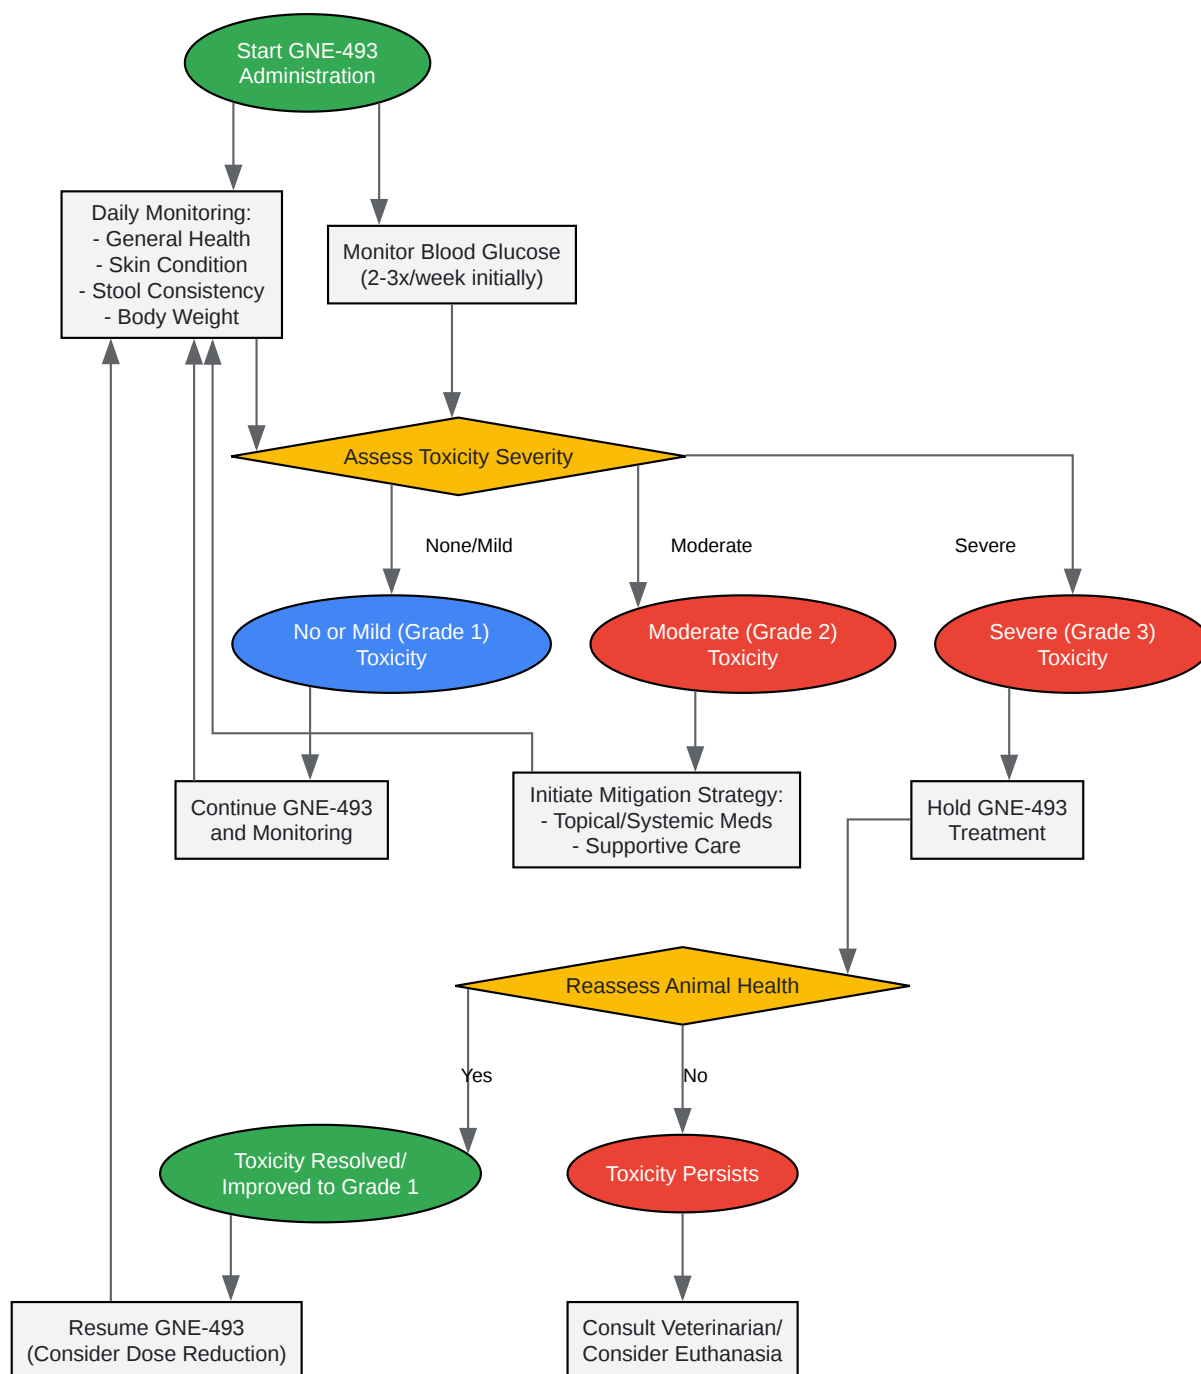 Start GNE-493
Administration
Daily Monitoring:
- General Health
- Skin Condition
- Stool Consistency
- Body Weight
Monitor Blood Glucose
(2-3x/week initially)
Assess Toxicity Severity
None/Mild
Moderate
Severe
No or Mild (Grade 1)
Toxicity
Moderate (Grade 2)
Toxicity
Severe (Grade 3)
Toxicity
Continue GNE-493
and Monitoring
Initiate Mitigation Strategy:
- Topical/Systemic Meds
- Supportive Care
Hold GNE-493
Treatment
Reassess Animal Health
Yes
No
Toxicity Resolved/
Improved to Grade 1
Toxicity Persists
Resume GNE-493
(Consider Dose Reduction)
Consult Veterinarian/
Consider Euthanasia